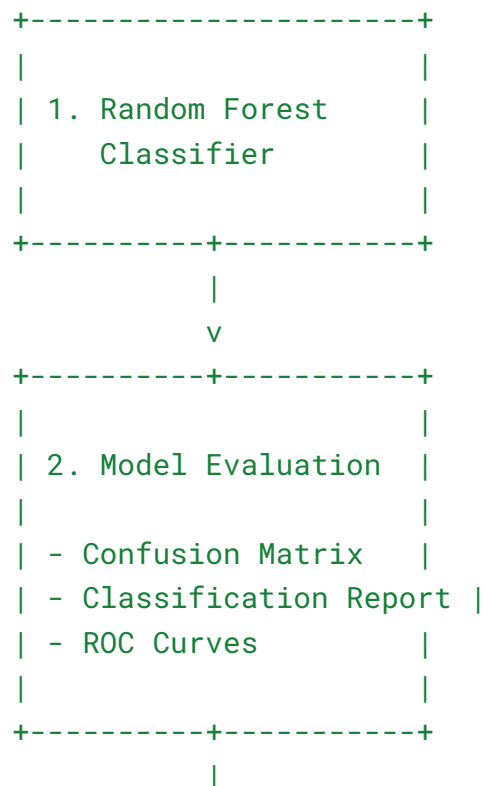 +-----------------------+
|                       |
| 1. Random Forest      |
|    Classifier         |
|                       |
+----------+------------+
           |
           v
+----------+------------+
|                       |
| 2. Model Evaluation   |
|                       |
| - Confusion Matrix    |
| - Classification Report |
| - ROC Curves          |
|                       |
+----------+------------+
           |